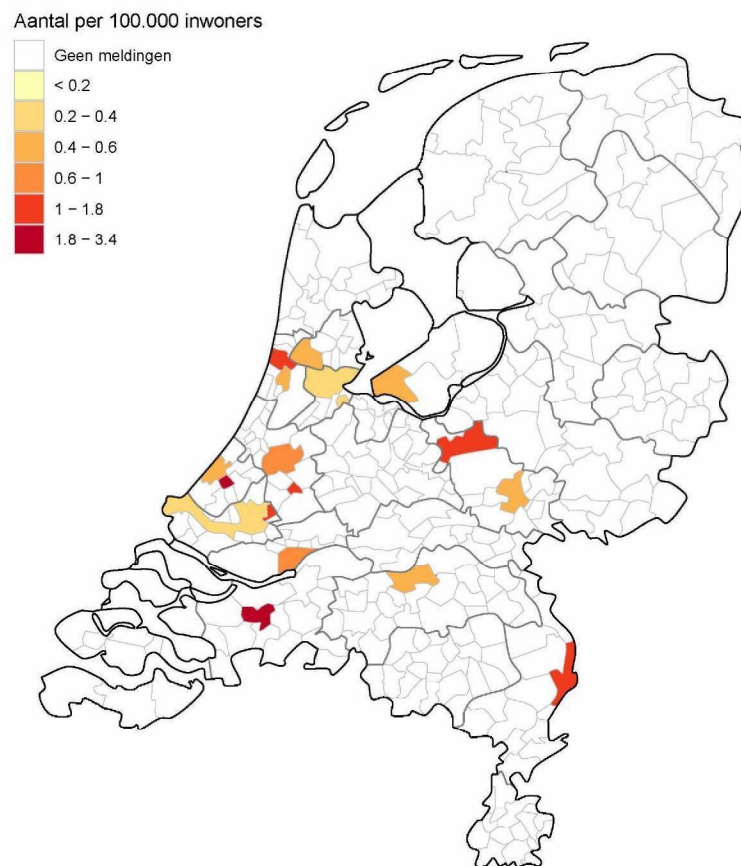 Aantal per 100.000 inwoners
Geen meldingen
< 0.2
0.2 – 0.4
0.4 – 0.6
0.6 – 1
1 – 1.8
1.8 – 3.4